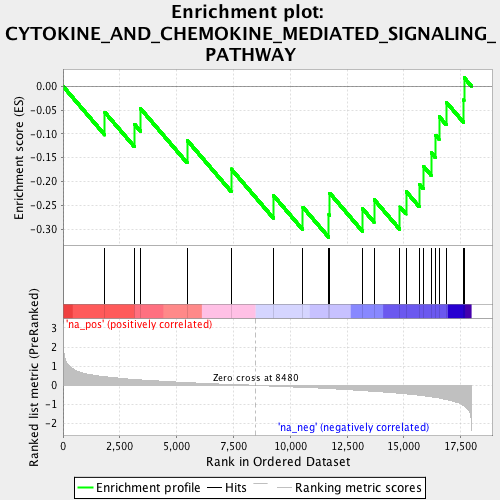 Enrichment plot:
CYTOKINE_AND_CHEMOKINE_MEDIATED_SIGNALING_
PATHWAY
Enrichment score (ES)
0.00
-0.05
-0.10
-0.15
-0.20
-0.25
-0.30
'na_pos' (positively correlated)
Ranked list metric (PreRanked)
3
2
1
0
-1
-2
Zero cross at 8480
'na_neg' (negatively correlated)
0
2,500
5,000
7,500
10,000
12,500
15,000
17,500
Rank in Ordered Dataset
Enrichment profile
Hits
Ranking metric scores